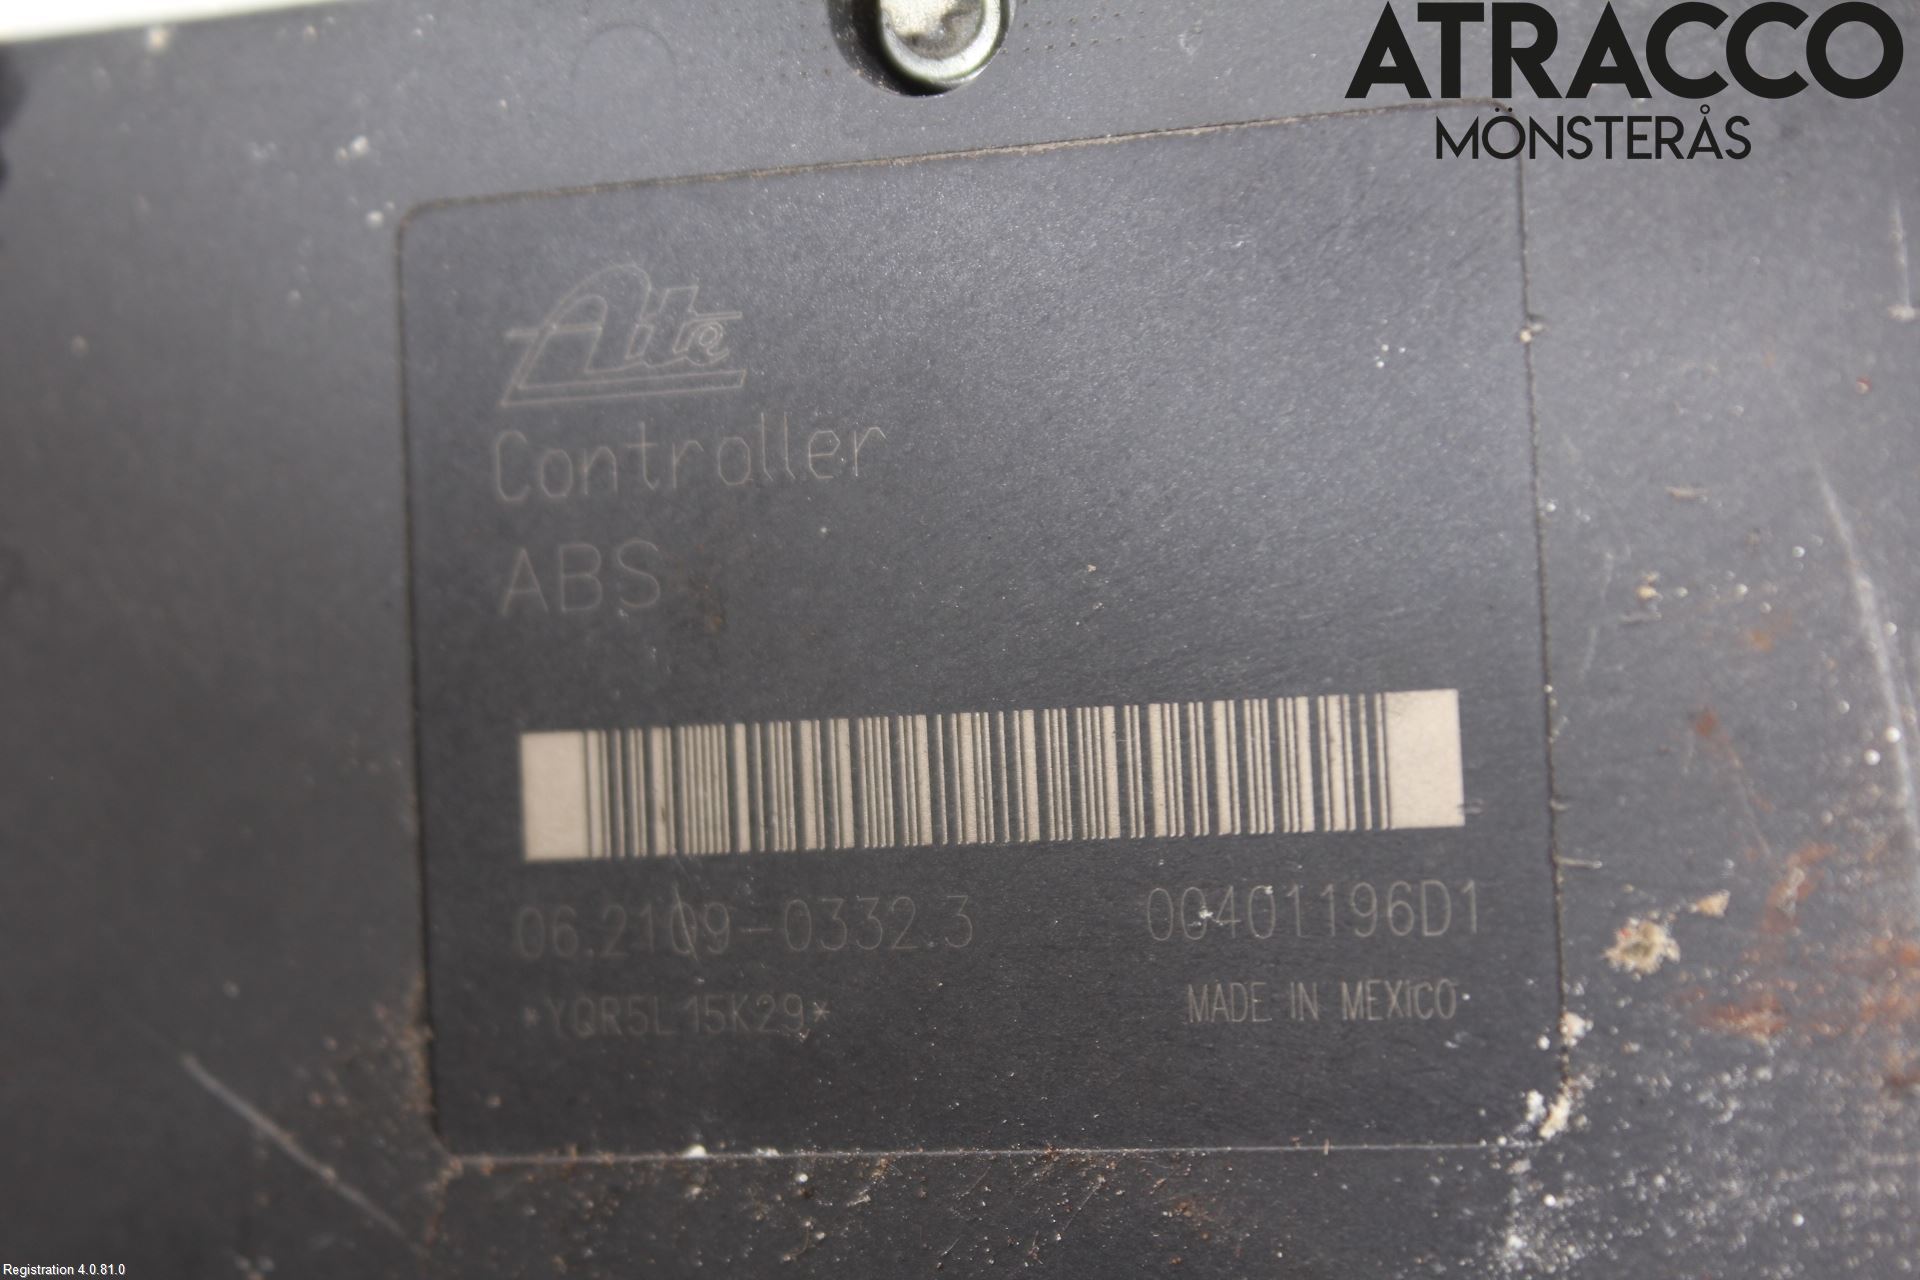 ATRACCO
MÖNSTERÅS
Ate
Controller
ABS
06.2109-0332.3 00401196D1
*YQR5L15K29* MADE IN MEXICO
Registration 4.0.81.0